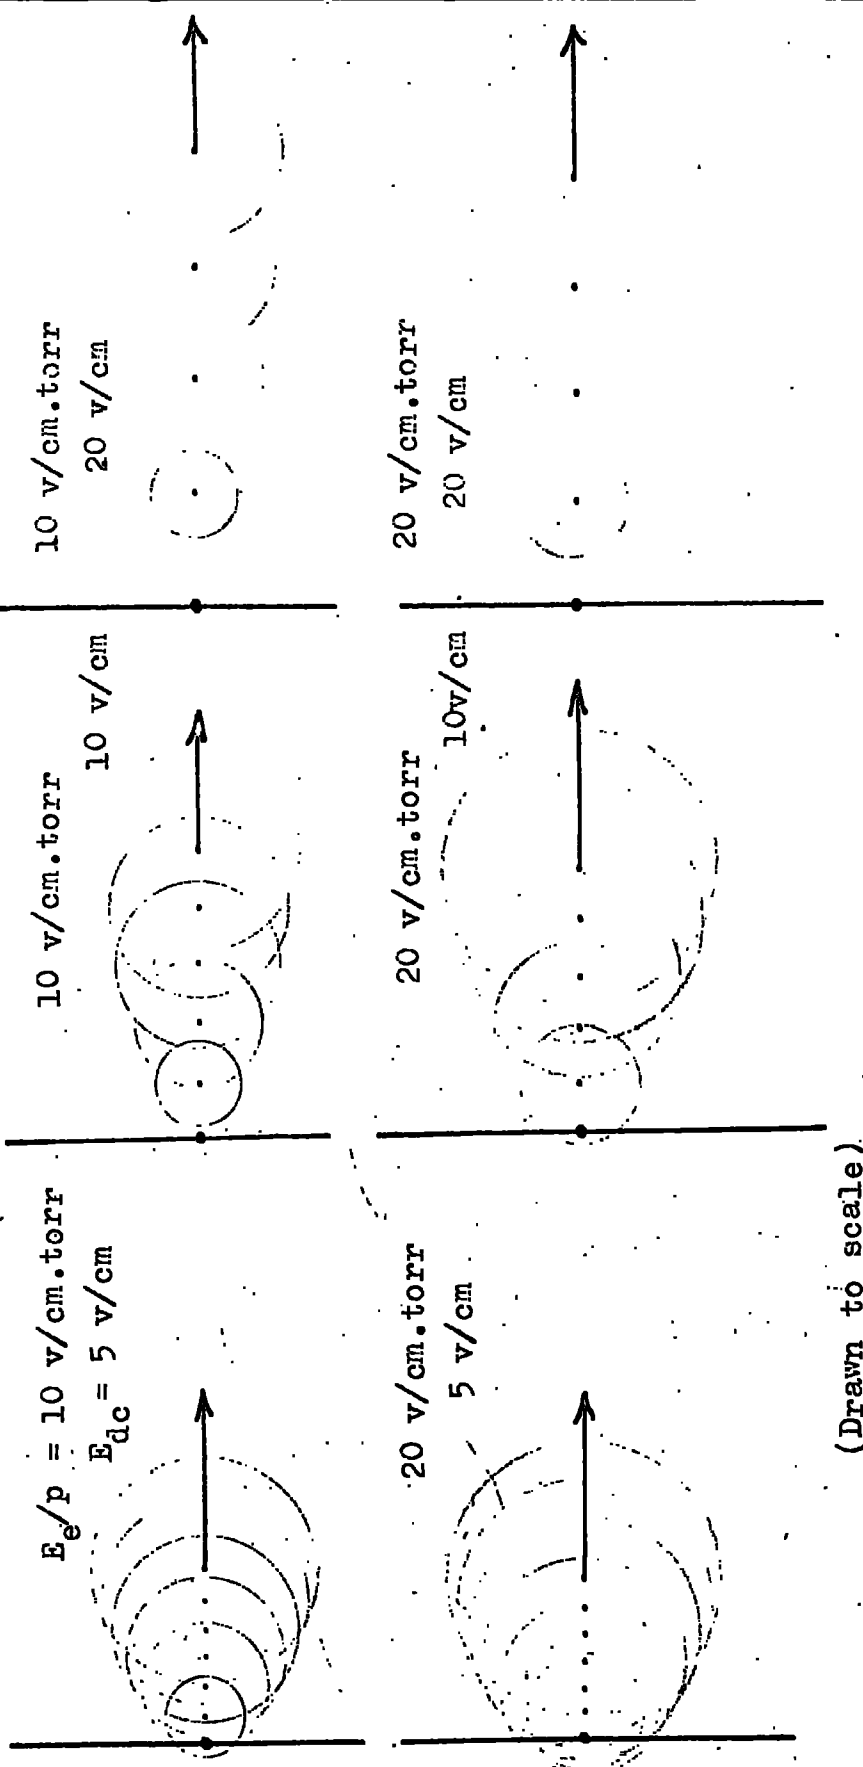 E_e/p = 10 v/cm.torr
E_dc = 5 v/cm
10 v/cm.torr
10 v/cm
10 v/cm.torr
20 v/cm
20 v/cm.torr
5 v/cm
20 v/cm.torr
10v/cm
20 v/cm.torr
20 v/cm
(Drawn to scale)